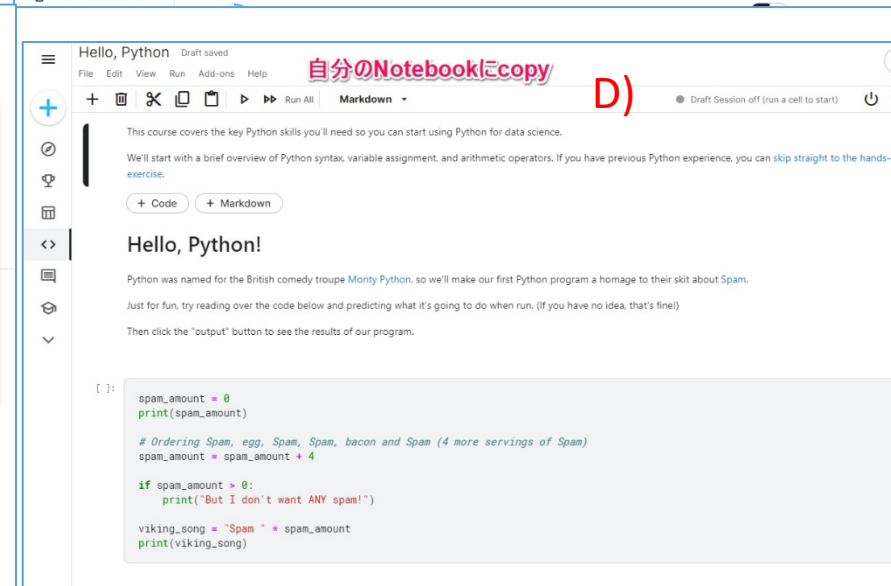 Hello, Python Draft saved
File Edit View Run Add-ons Help
自分のNotebookにcopy
D)
Run All Markdown
Draft Session off (run a cell to start)
This course covers the key Python skills you'll need so you can start using Python for data science.
We'll start with a brief overview of Python syntax, variable assignment, and arithmetic operators. If you have previous Python experience, you can skip straight to the hands-
exercise.
+ Code + Markdown
Hello, Python!
Python was named for the British comedy troupe Monty Python, so we'll make our first Python program a homage to their skit about Spam.
Just for fun, try reading over the code below and predicting what it's going to do when run. (If you have no idea, that's fine!)
Then click the "output" button to see the results of our program.
[ ]:
spam_amount = 0
print(spam_amount)
# Ordering Spam, egg, Spam, Spam, bacon and Spam (4 more servings of Spam)
spam_amount = spam_amount + 4
if spam_amount > 0:
    print("But I don't want ANY spam!")
viking_song = "Spam " * spam_amount
print(viking_song)